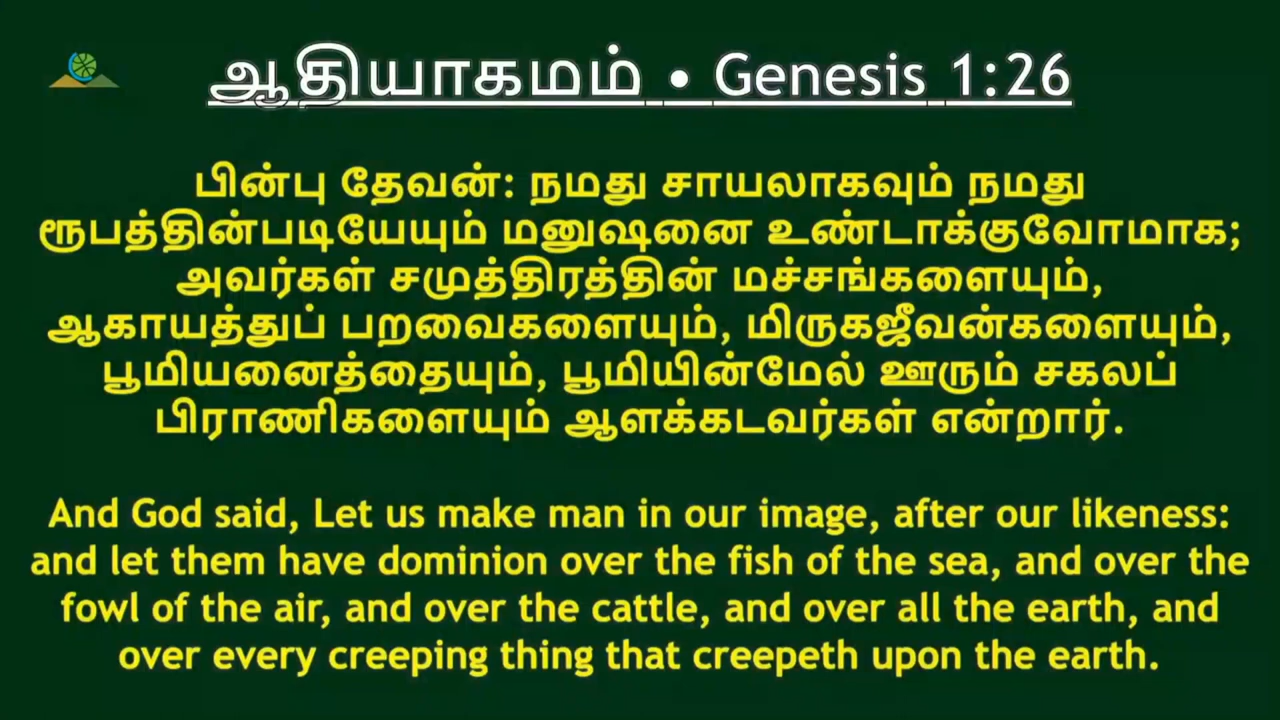 ஆதியாகமம் • Genesis 1:26
பின்பு தேவன்: நமது சாயலாகவும் நமது
ரூபத்தின்படியேயும் மனுஷனை உண்டாக்குவோமாக;
அவர்கள் சமுத்திரத்தின் மச்சங்களையும்,
ஆகாயத்துப் பறவைகளையும், மிருகஜீவன்களையும்,
பூமியனைத்தையும், பூமியின்மேல் ஊரும் சகலப்
பிராணிகளையும் ஆளக்கடவர்கள் என்றார்.
And God said, Let us make man in our image, after our likeness:
and let them have dominion over the fish of the sea, and over the
fowl of the air, and over the cattle, and over all the earth, and
over every creeping thing that creepeth upon the earth.